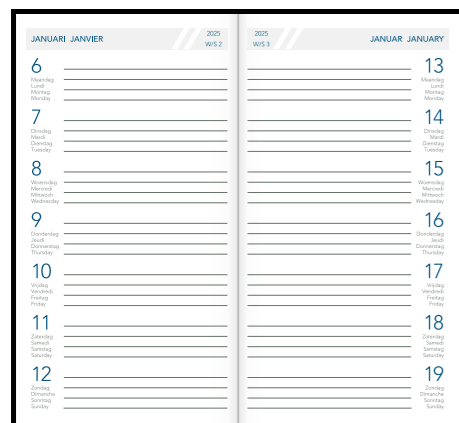 JANUARI JANVIER
2025
W/S.2
6
Maandag
Lundi
Montag
Monday
7
Dinsdag
Mardi
Dienstag
Tuesday
8
Woensdag
Mercredi
Mittwoch
Wednesday
9
Donderdag
Jeudi
Donnerstag
Thursday
10
Vrijdag
Vendredi
Freitag
Friday
11
Zaterdag
Samedi
Samstag
Saturday
12
Zondag
Dimanche
Sonntag
Sunday
2025
W/S.3
JANUAR JANUARY
13
Maandag
Lundi
Montag
Monday
14
Dinsdag
Mardi
Dienstag
Tuesday
15
Woensdag
Mercredi
Mittwoch
Wednesday
16
Donderdag
Jeudi
Donnerstag
Thursday
17
Vrijdag
Vendredi
Freitag
Friday
18
Zaterdag
Samedi
Samstag
Saturday
19
Zondag
Dimanche
Sonntag
Sunday